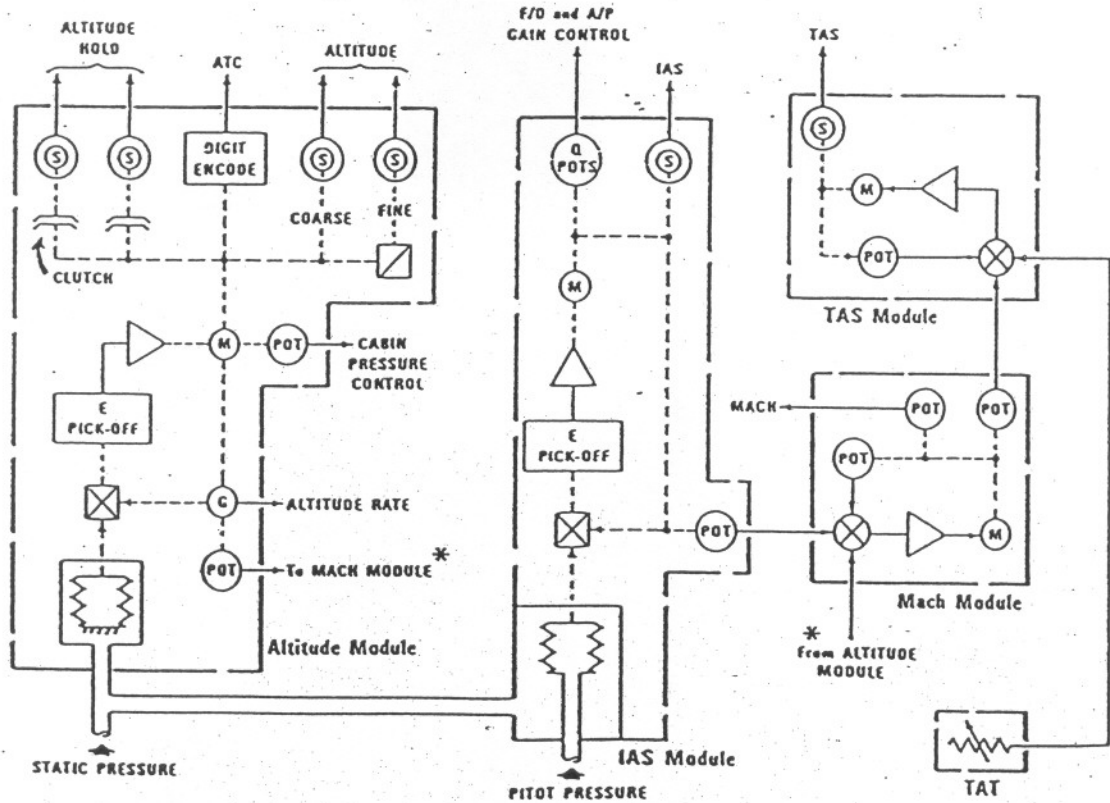 ALTITUDE
HOLD
ATC
ALTITUDE
F/D and A/P
GAIN CONTROL
IAS
TAS
S
S
DIGIT
ENCODE
S
S
COARSE
FINE
CLUTCH
Q
POTS
S
S
M
POT
TAS Module
M
POT
CABIN
PRESSURE
CONTROL
E
PICK-OFF
M
E
PICK-OFF
MACH
POT
POT
POT
G
ALTITUDE RATE
POT
M
POT
To MACH MODULE *
Mach Module
Altitude Module
* From ALTITUDE
MODULE
IAS Module
STATIC PRESSURE
PITOT PRESSURE
TAT